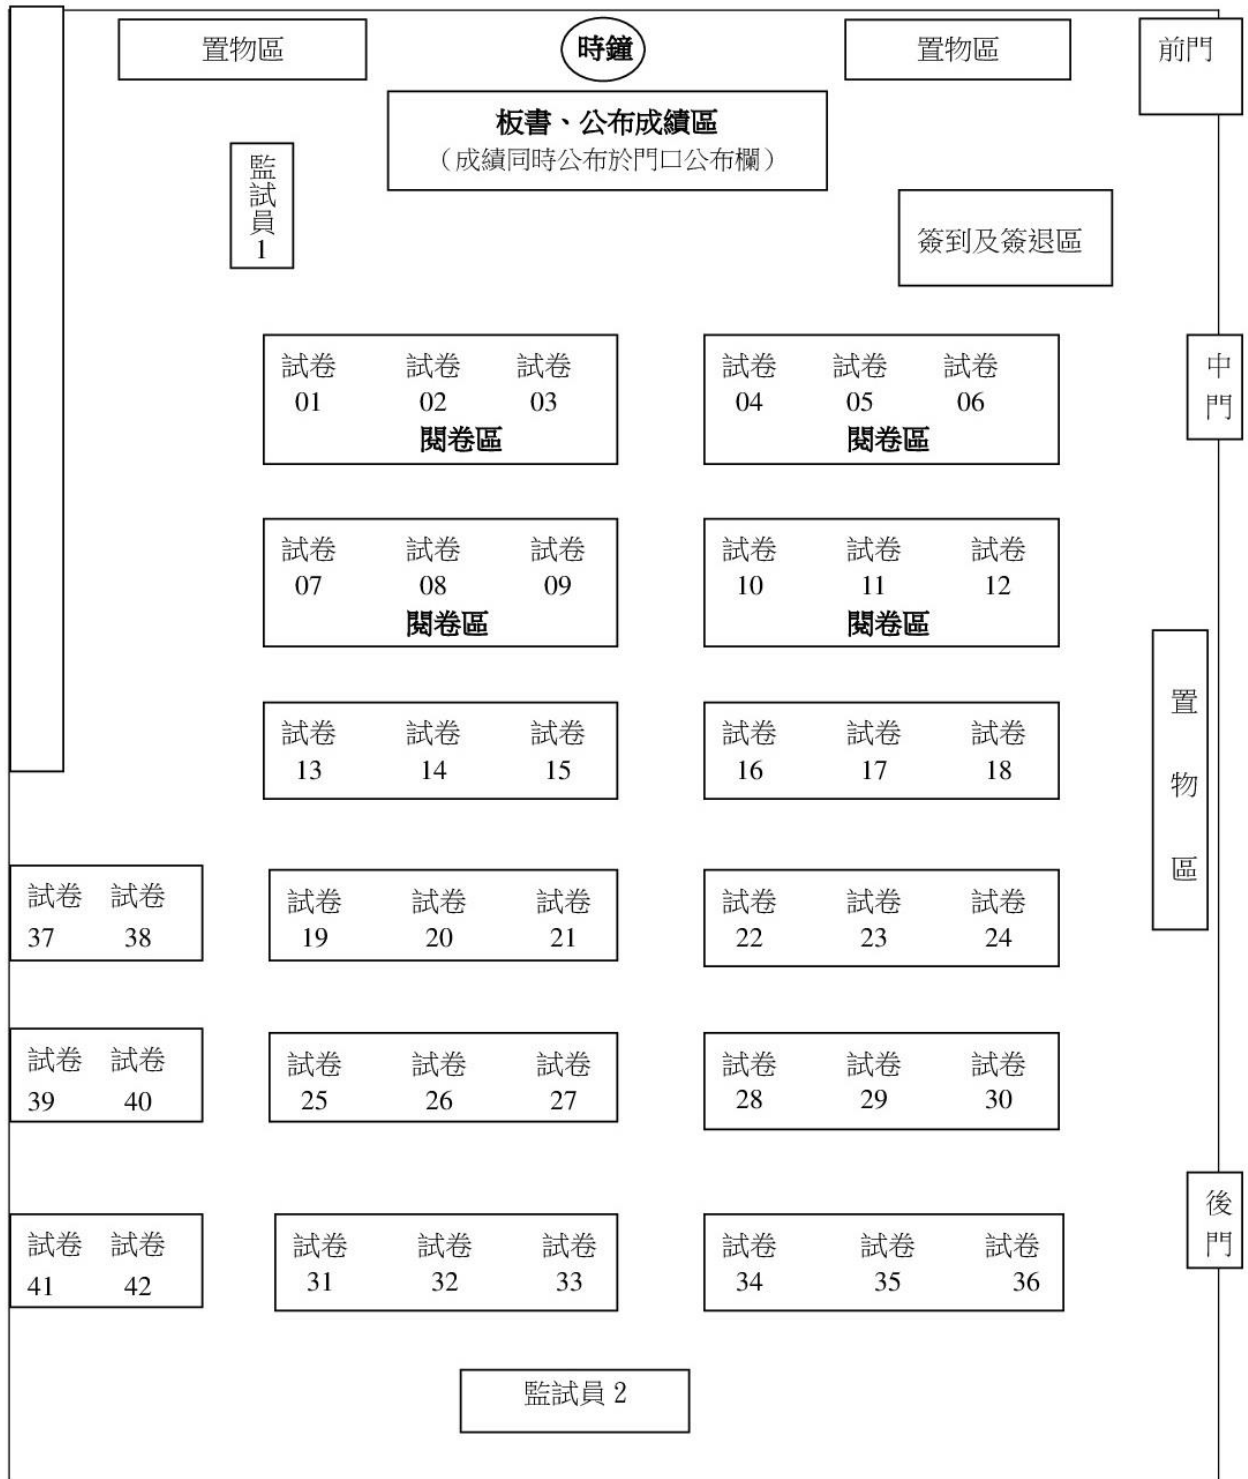 置物區 時鐘 置物區 前門
板書、公布成績區
（成績同時公布於門口公布欄）
監試員1
簽到及簽退區
試卷 試卷 試卷 試卷 試卷 試卷
01 02 03 04 05 06
閱卷區 閱卷區
中門
試卷 試卷 試卷 試卷 試卷 試卷
07 08 09 10 11 12
閱卷區 閱卷區
置物區
試卷 試卷 試卷 試卷 試卷 試卷
13 14 15 16 17 18
試卷 試卷 試卷 試卷 試卷 試卷 試卷 試卷
37 38 19 20 21 22 23 24
試卷 試卷 試卷 試卷 試卷 試卷 試卷 試卷
39 40 25 26 27 28 29 30
後門
試卷 試卷 試卷 試卷 試卷 試卷 試卷 試卷
41 42 31 32 33 34 35 36
監試員 2